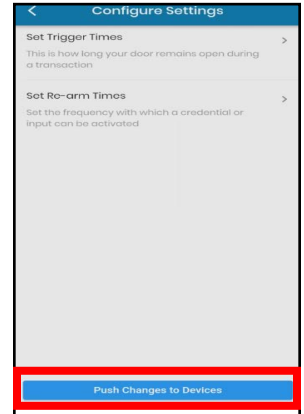 Configure Settings
Set Trigger Times
This is how long your door remains open during
a transaction
Set Re-arm Times
Set the frequency with which a credential or
input can be activated
Push Changes to Devices